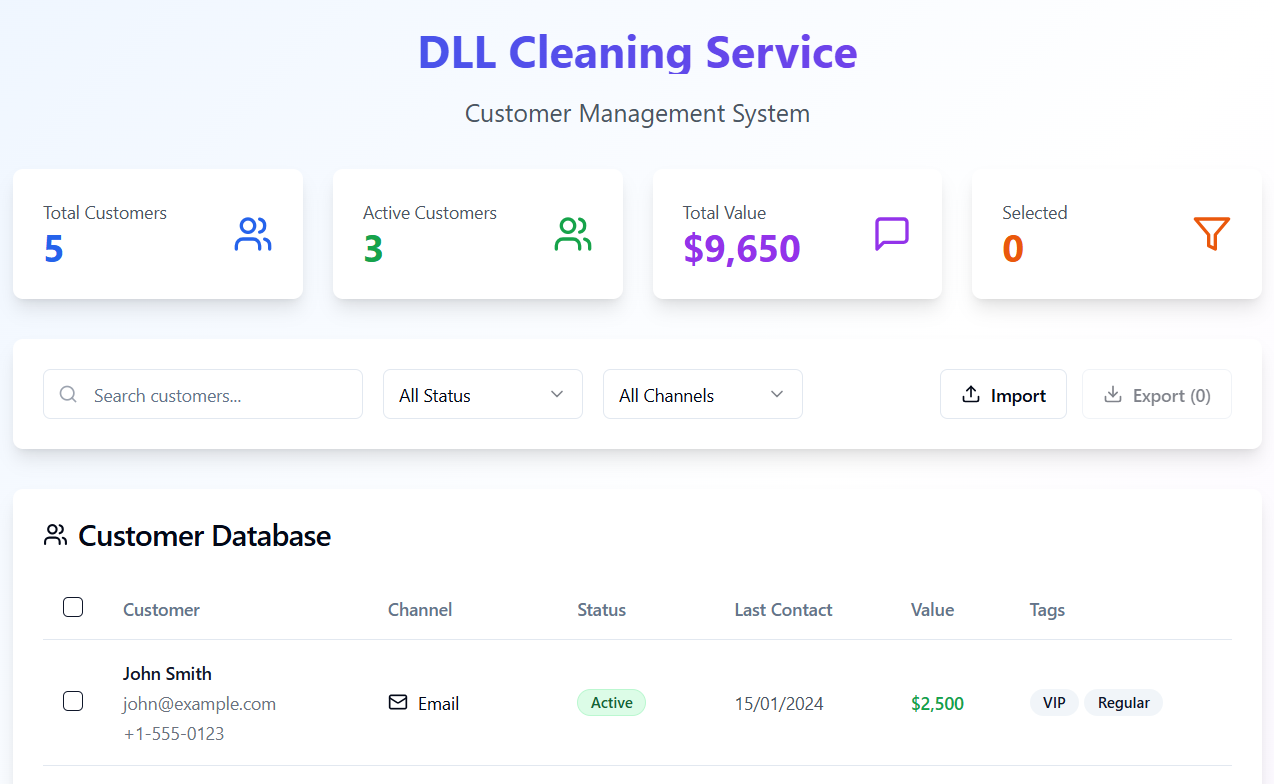 DLL Cleaning Service
Customer Management System
Total Customers
5
Active Customers
3
Total Value
$9,650
Selected
0
Search customers...
All Status
All Channels
Import
Export (0)
Customer Database
Customer Channel Status Last Contact Value Tags
John Smith
john@example.com
+1-555-0123
Email
Active
15/01/2024
$2,500
VIP
Regular